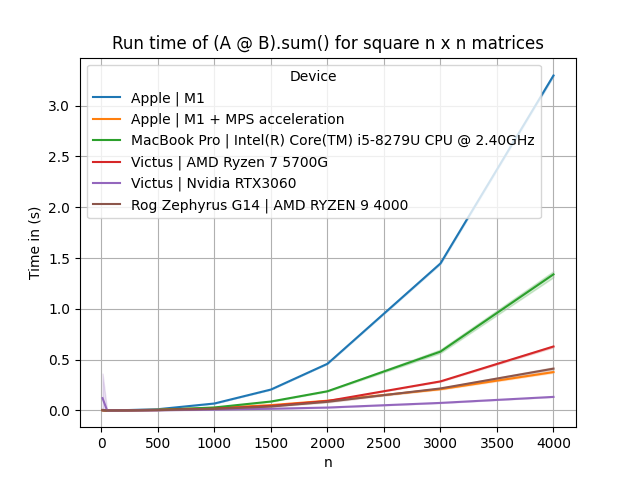 Run time of (A @ B).sum() for square n x n matrices
Device
Apple | M1
Apple | M1 + MPS acceleration
MacBook Pro | Intel(R) Core(TM) i5-8279U CPU @ 2.40GHz
Victus | AMD Ryzen 7 5700G
Victus | Nvidia RTX3060
Rog Zephyrus G14 | AMD RYZEN 9 4000
Time in (s)
3.0
2.5
2.0
1.5
1.0
0.5
0.0
0 500 1000 1500 2000 2500 3000 3500 4000
n